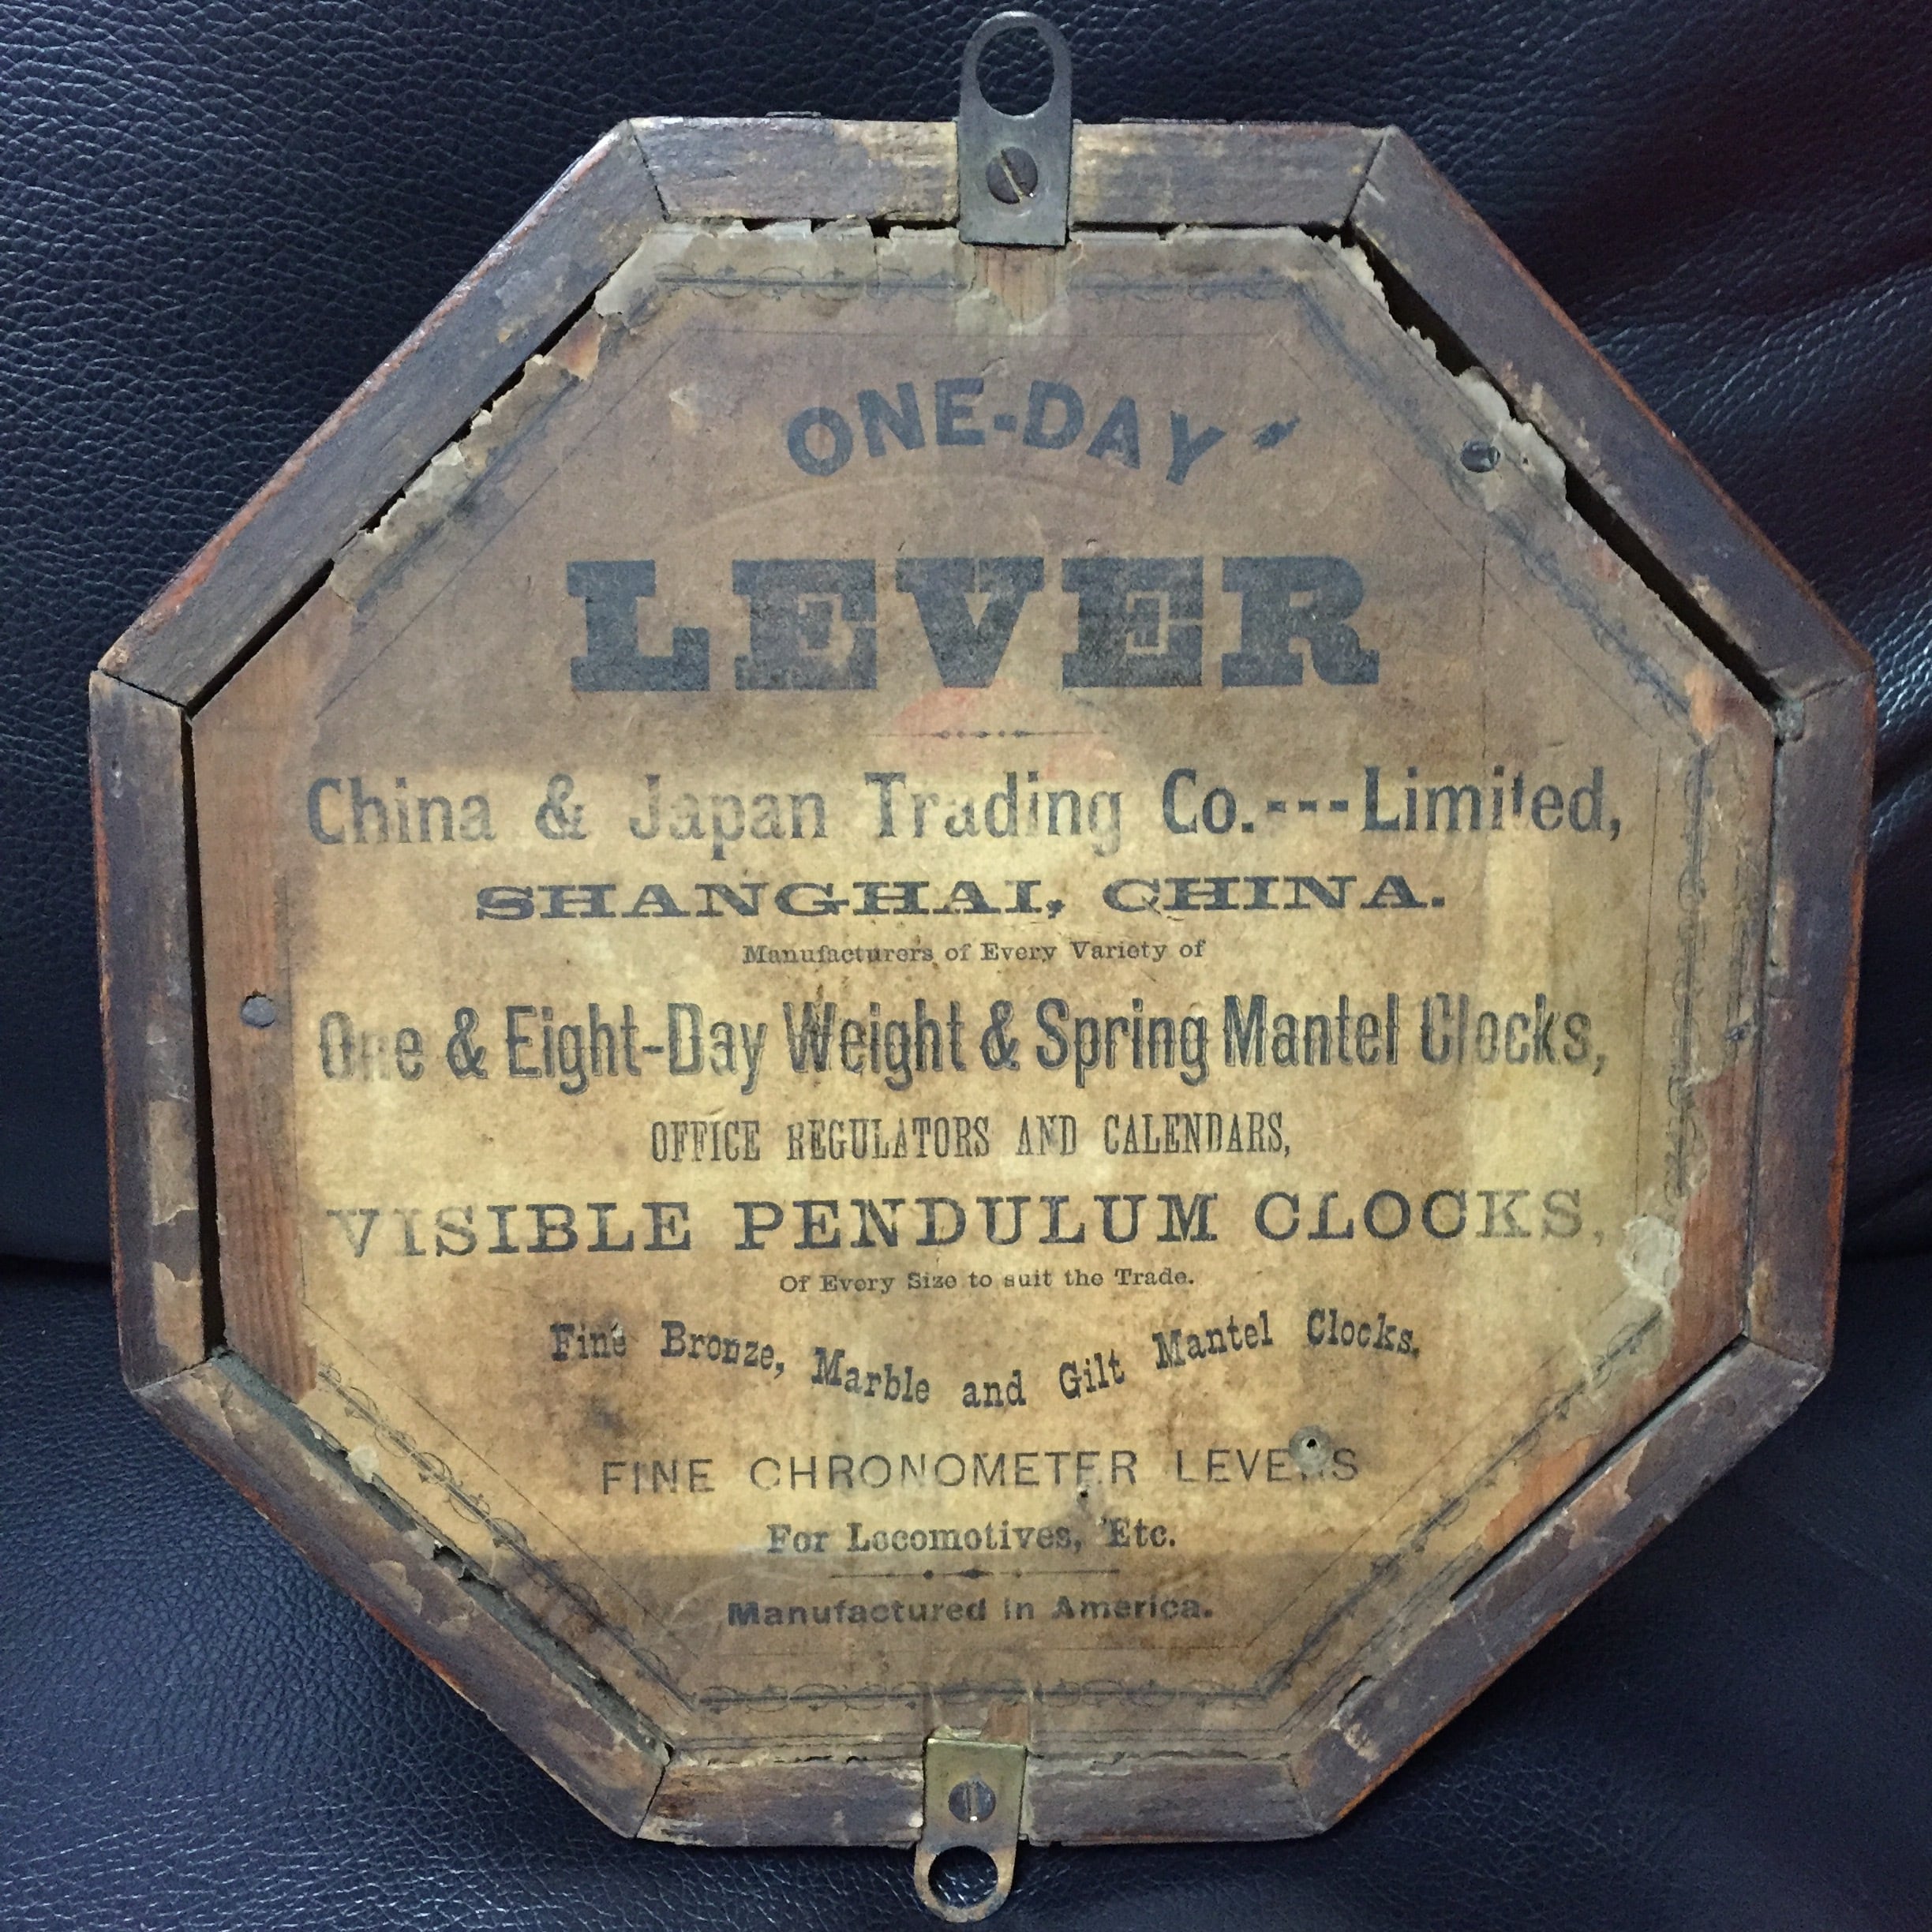 ONE-DAY
LEVER
China & Japan Trading Co.---Limited,
SHANGHAI, CHINA.
Manufacturers of Every Variety of
One & Eight-Day Weight & Spring Mantel Clocks,
OFFICE REGULATORS AND CALENDARS,
VISIBLE PENDULUM CLOCKS,
Of Every Size to suit the Trade.
Fine Bronze, Marble and Gilt Mantel Clocks.
FINE CHRONOMETER LEVERS
For Locomotives, Etc.
Manufactured in America.